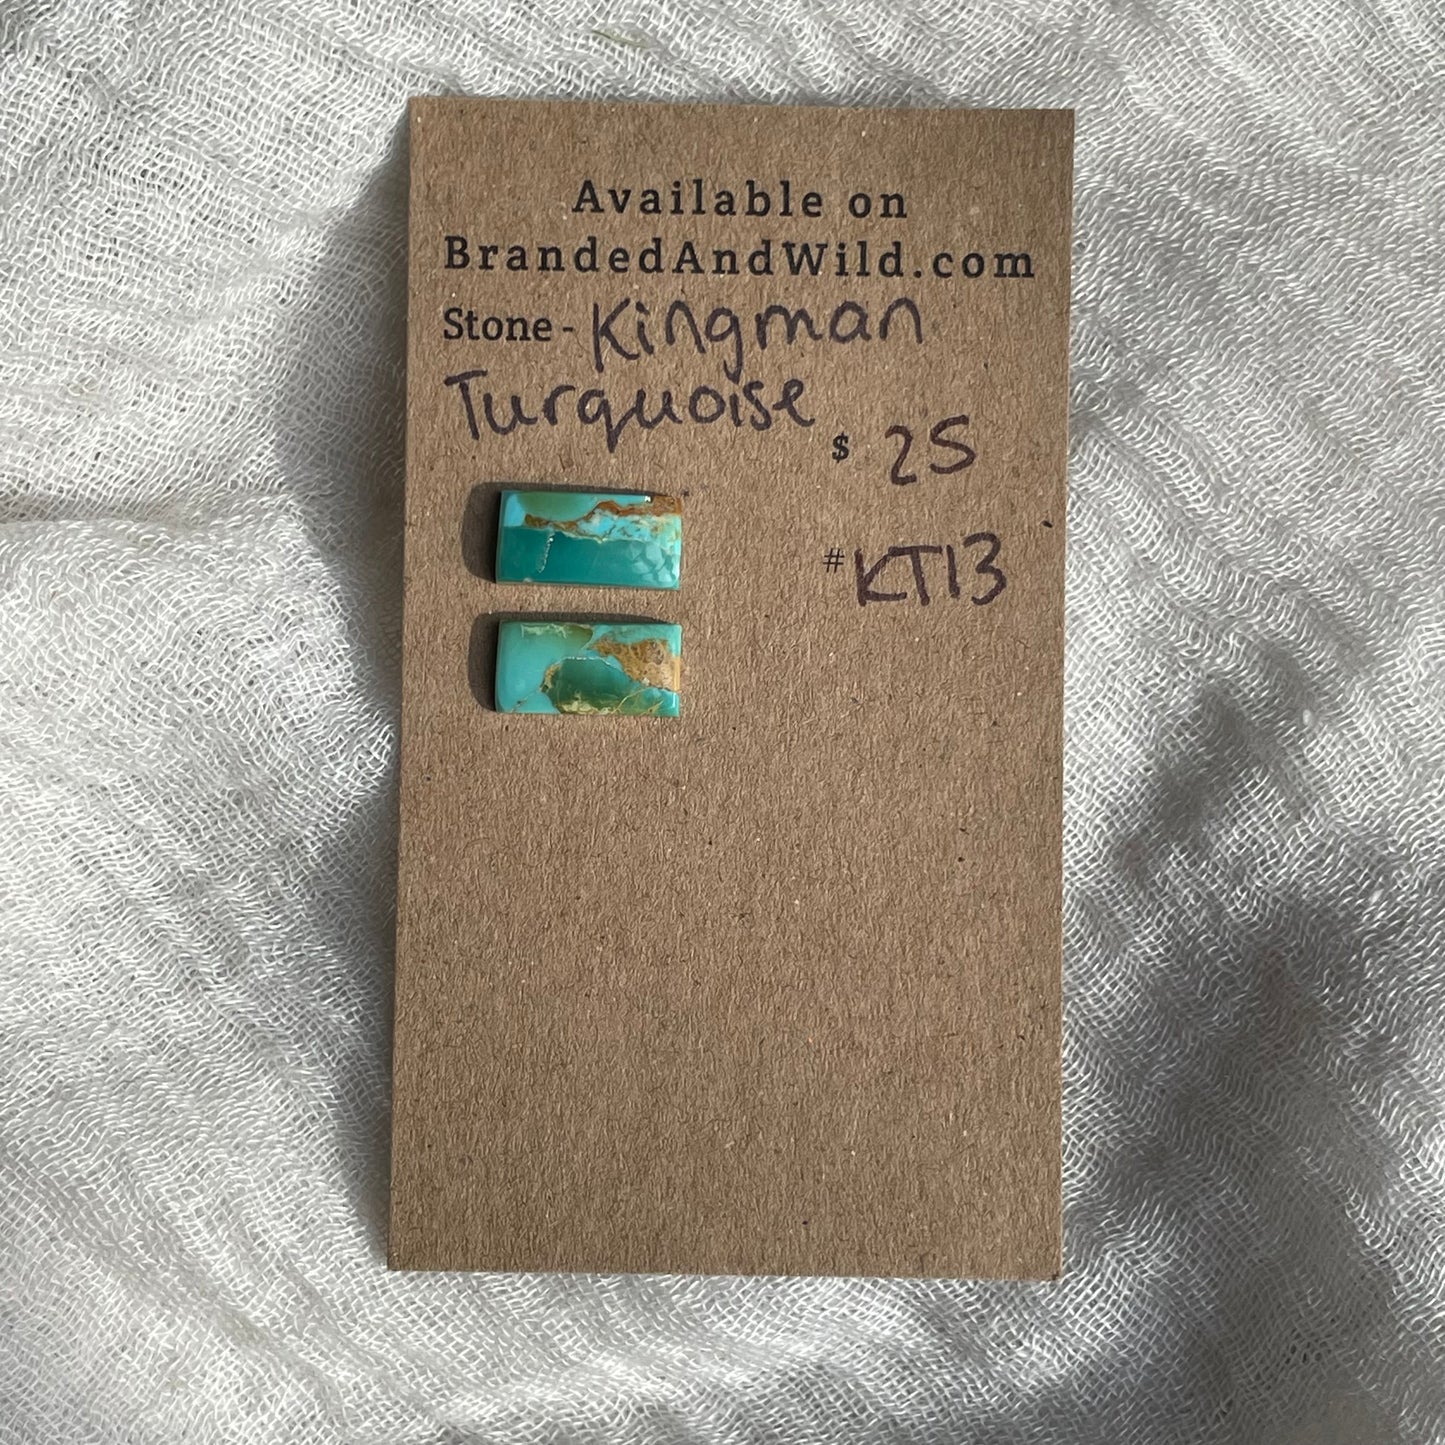 Available on
BrandedAndWild.com
Stone - Kingman
Turquoise
$ 25
# KT13